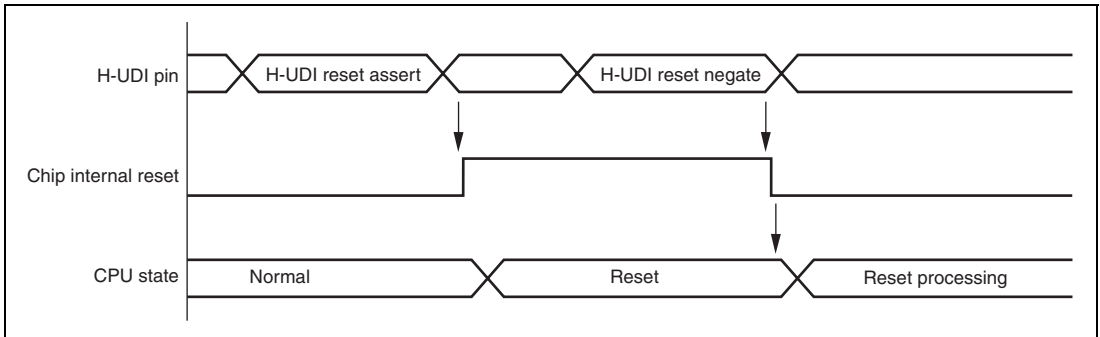 H-UDI pin
H-UDI reset assert
H-UDI reset negate
Chip internal reset
CPU state
Normal
Reset
Reset processing